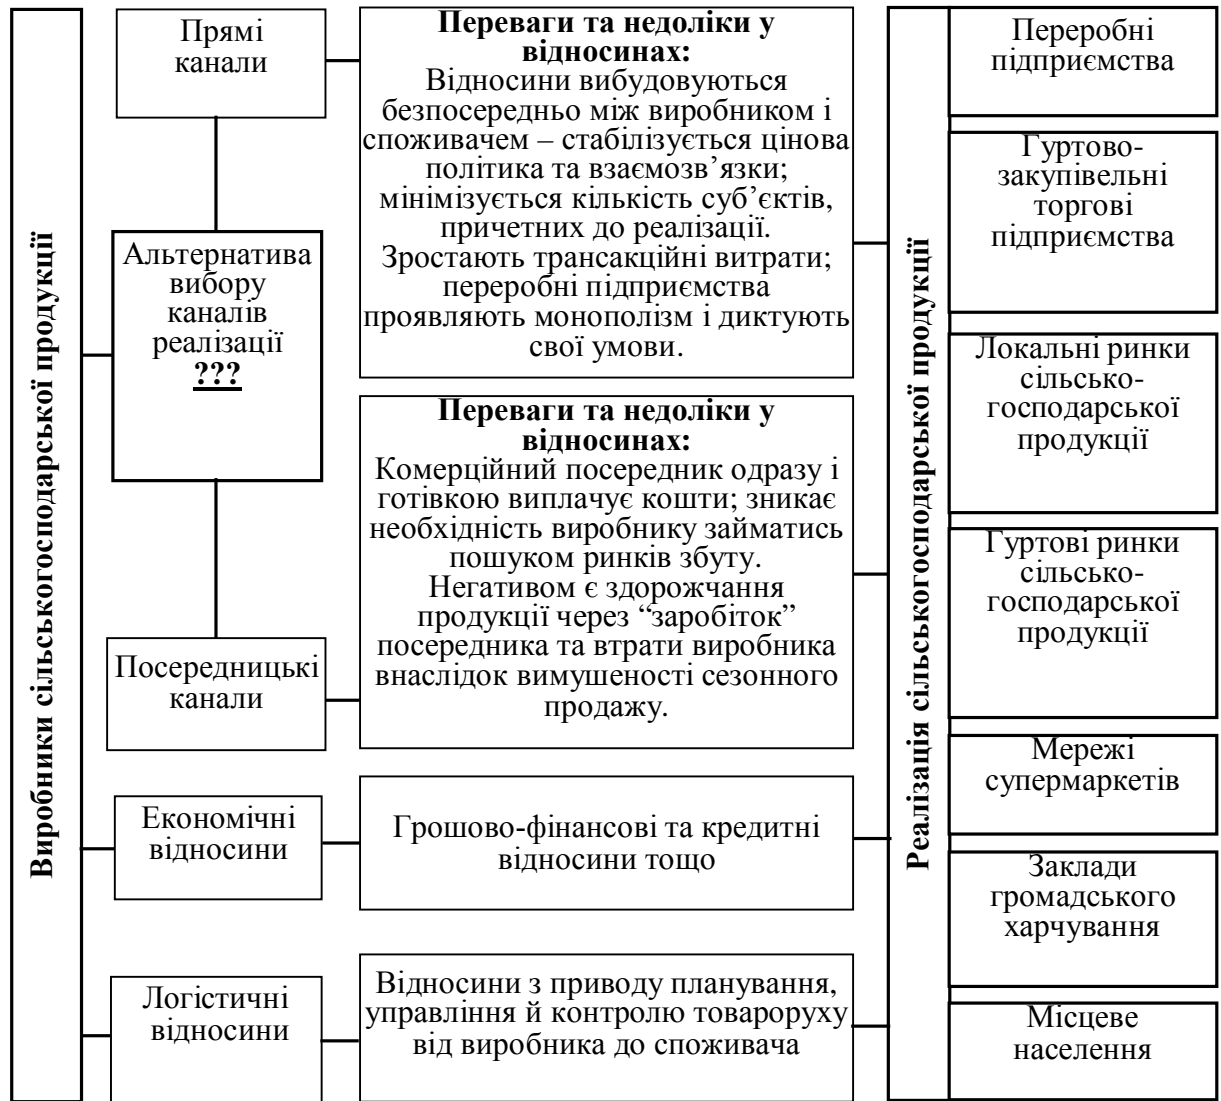 Виробники сільськогосподарської продукції
Прямі
канали
Альтернатива
вибору
каналів
реалізації
???
Посередницькі
канали
Економічні
відносини
Логістичні
відносини
Переваги та недоліки у
відносинах:
Відносини вибудовуються
безпосередньо між виробником і
споживачем – стабілізується цінова
політика та взаємозв’язки;
мінімізується кількість суб’єктів,
причетних до реалізації.
Зростають трансакційні витрати;
переробні підприємства
проявляють монополізм і диктують
свої умови.
Переваги та недоліки у
відносинах:
Комерційний посередник одразу і
готівкою виплачує кошти; зникає
необхідність виробнику займатись
пошуком ринків збуту.
Негативом є здорожчання
продукції через “заробіток”
посередника та втрати виробника
внаслідок вимушеності сезонного
продажу.
Грошово-фінансові та кредитні
відносини тощо
Відносини з приводу планування,
управління й контролю товароруху
від виробника до споживача
Реалізація сільськогосподарської продукції
Переробні
підприємства
Гуртово-
закупівельні
торгові
підприємства
Локальні ринки
сільсько-
господарської
продукції
Гуртові ринки
сільсько-
господарської
продукції
Мережі
супермаркетів
Заклади
громадського
харчування
Місцеве
населення